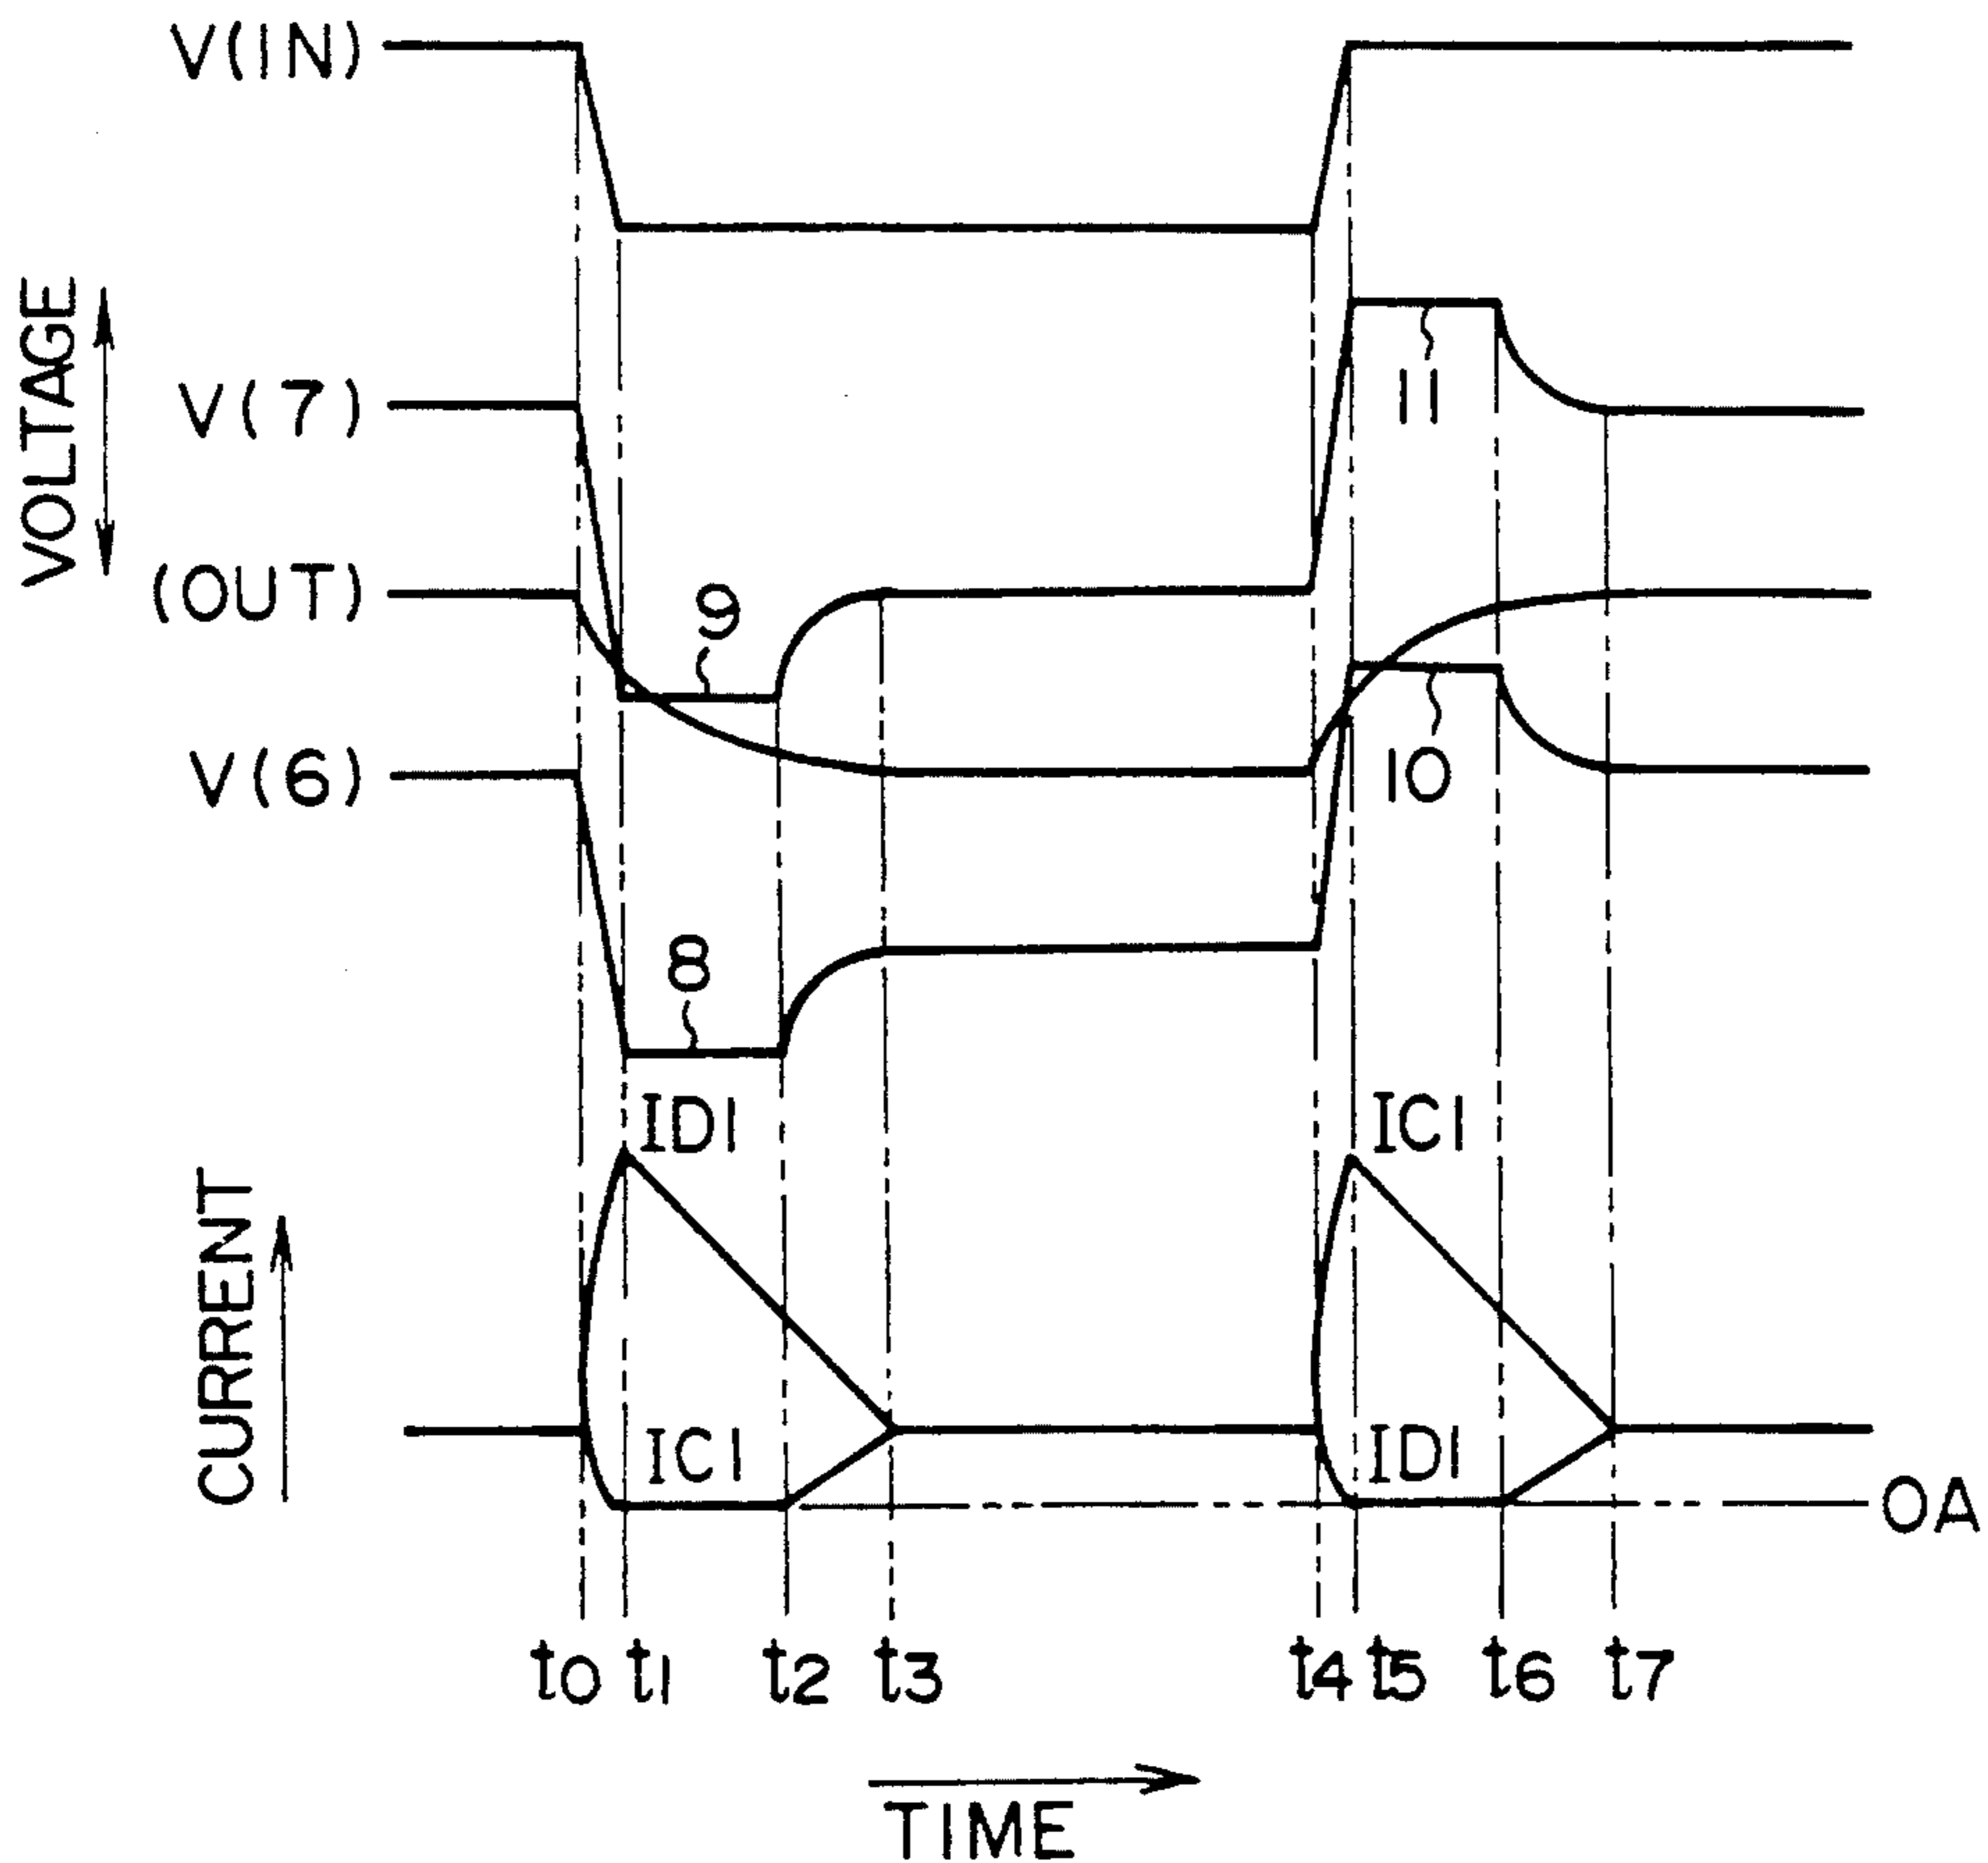 V(IN)
VOLTAGE
V(7)
11
(OUT)
9
V(6)
10
8
ID1
IC1
CURRENT
IC1
ID1
OA
t0 t1 t2 t3 t4 t5 t6 t7
TIME